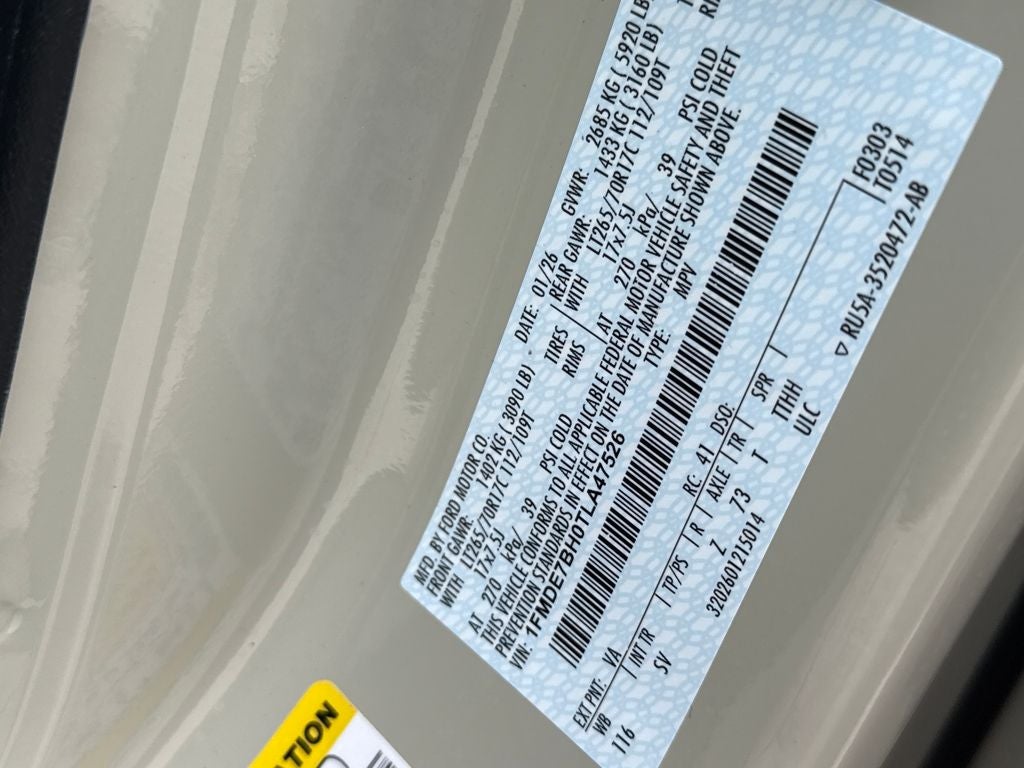 MFD. BY FORD MOTOR CO.
DATE: 01/26 GVWR: 2685 KG ( 5920 LB
FRONT GAWR: 1402 KG ( 3090 LB) REAR GAWR: 1433 KG ( 3160 LB)
WITH LT265/70R17C 112/109T TIRES WITH LT265/70R17C 112/109T
17x7.5J RIMS 17x7.5J
AT 270 kPa/ 39 PSI COLD AT 270 kPa/ 39 PSI COLD
THIS VEHICLE CONFORMS TO ALL APPLICABLE FEDERAL MOTOR VEHICLE SAFETY AND THEFT
PREVENTION STANDARDS IN EFFECT ON THE DATE OF MANUFACTURE SHOWN ABOVE.
VIN: 1FMDE7BH0TLA47526 TYPE: MPV
EXT PNT: VA RC: 41 DSO: F0303
WB INT TR TP/PS R AXLE TR SPR T0514
116 SV Z 73 T TTHH
320260121501 4 ULC
▽ RU5A-3520472-AB
ATION